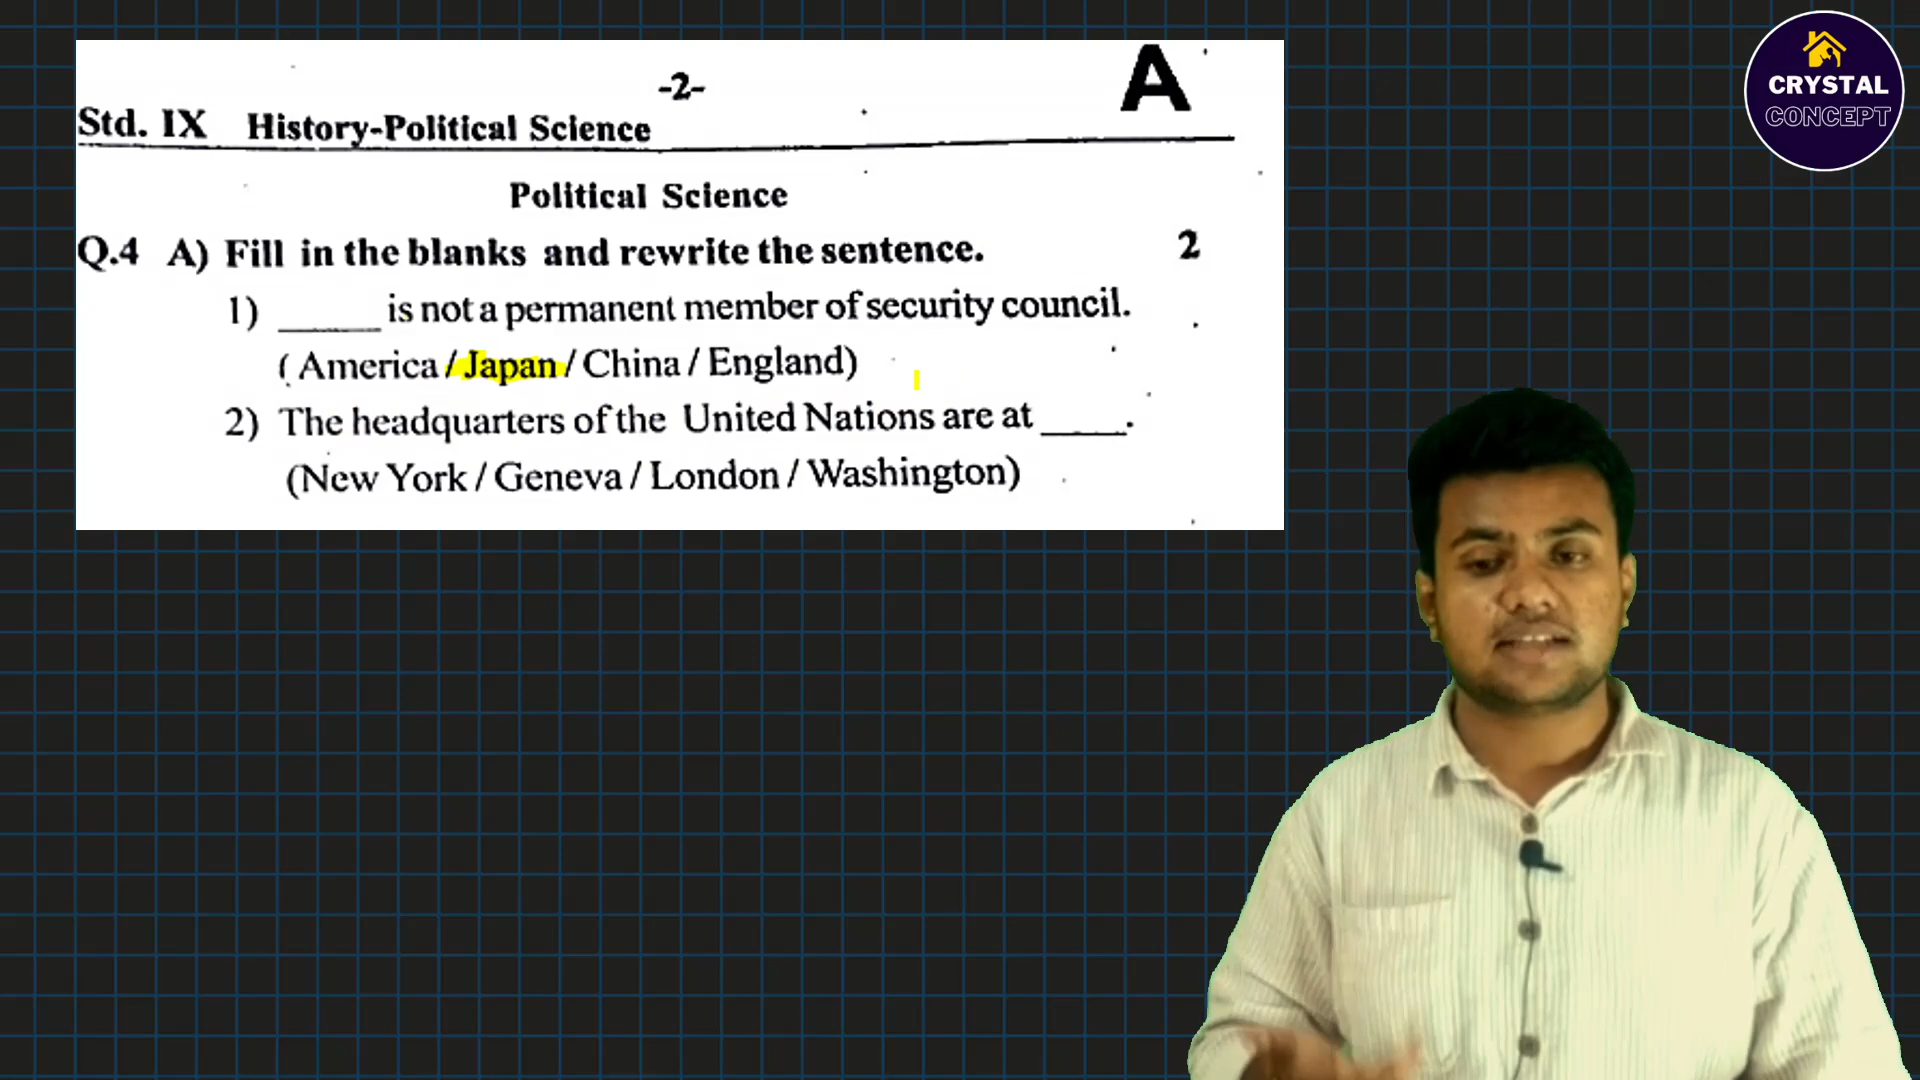 -2-
A
Std. IX History-Political Science
Political Science
Q.4 A) Fill in the blanks and rewrite the sentence. 2
1) _____ is not a permanent member of security council.
( America / Japan / China / England)
2) The headquarters of the United Nations are at ____.
(New York / Geneva / London / Washington)
CRYSTAL
CONCEPT